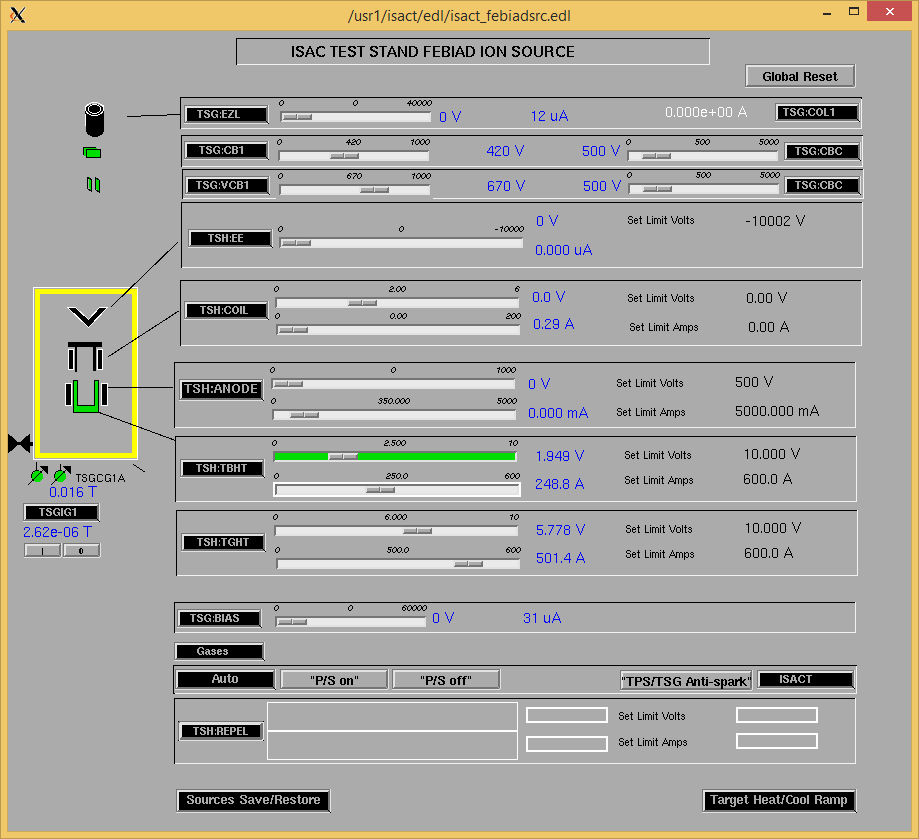 /usr1/isact/edl/isact_febiadsrc.edl
ISAC TEST STAND FEBIAD ION SOURCE
Global Reset
TSG:EZL 0 0 40000 0 V 12 uA 0.000e+00 A TSG:COL1
TSG:CB1 0 420 1000 420 V 500 V 0 500 5000 TSG:CBC
TSG:VCB1 0 670 1000 670 V 500 V 0 500 5000 TSG:CBC
0 V Set Limit Volts -10002 V
TSH:EE 0 0 -10000
0.000 uA
0 2.00 6 0.0 V Set Limit Volts 0.00 V
TSH:COIL
0 0.00 200 0.29 A Set Limit Amps 0.00 A
0 0 1000 0 V Set Limit Volts 500 V
TSH:ANODE
0 350.000 5000 0.000 mA Set Limit Amps 5000.000 mA
0 2.500 10 1.949 V Set Limit Volts 10.000 V
TSH:TBHT
0 250.0 600 248.8 A Set Limit Amps 600.0 A
TSGCG1A
0.016 T
TSGIG1
2.62e-06 T
I 0
0 6.000 10 5.778 V Set Limit Volts 10.000 V
TSH:TGHT
0 500.0 600 501.4 A Set Limit Amps 600.0 A
TSG:BIAS 0 0 60000 0 V 31 uA
Gases
Auto "P/S on" "P/S off" "TPS/TSG Anti-spark" ISACT
Set Limit Volts
TSH:REPEL
Set Limit Amps
Sources Save/Restore Target Heat/Cool Ramp